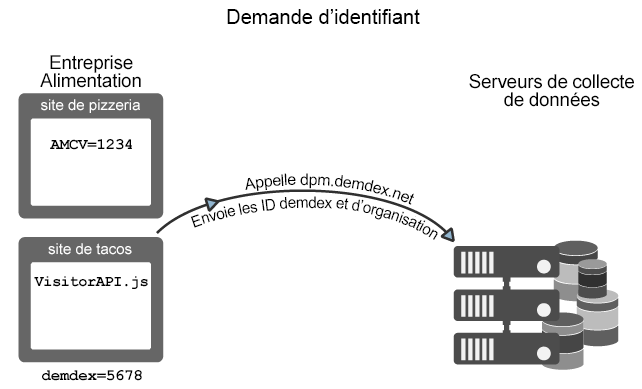 Demande d’identifiant
Entreprise
Alimentation
site de pizzeria
AMCV=1234
site de tacos
VisitorAPI.js
demdex=5678
Appelle dpm.demdex.net
Envoie les ID demdex et d’organisation
Serveurs de collecte
de données